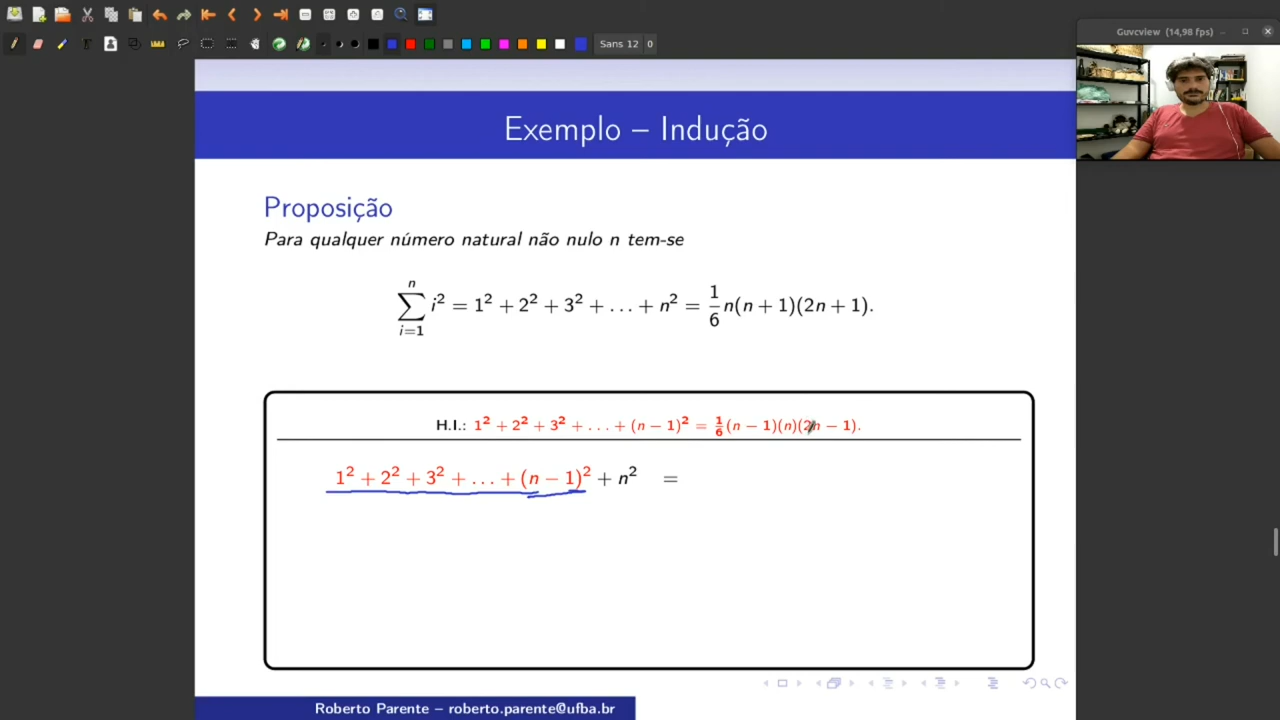 Sans 12 0
Guvcview (14,98 fps)
Exemplo – Indução
Proposição
Para qualquer número natural não nulo n tem-se
∑_{i=1}^{n} i² = 1² + 2² + 3² + . . . + n² = 1/6 n(n + 1)(2n + 1).
H.I.: 1² + 2² + 3² + . . . + (n − 1)² = 1/6 (n − 1)(n)(2n − 1).
1² + 2² + 3² + . . . + (n − 1)² + n² =
Roberto Parente – roberto.parente@ufba.br